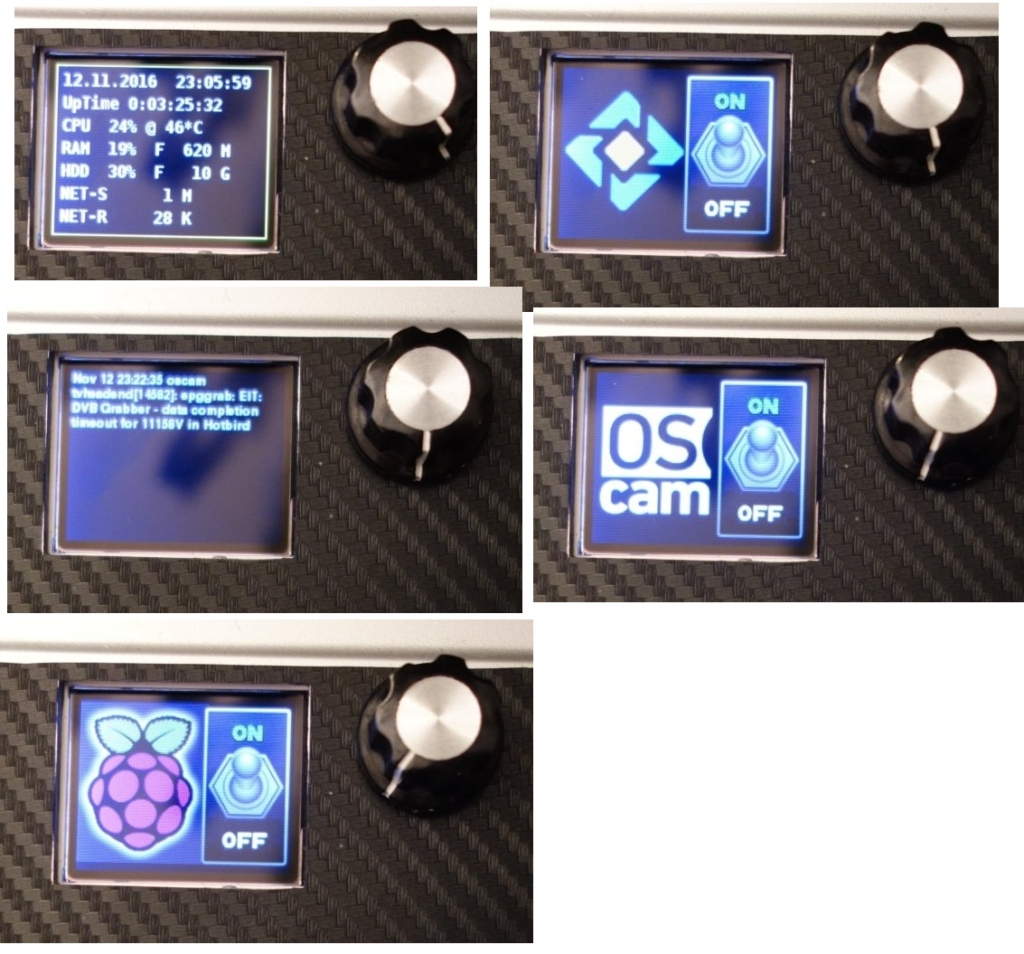 12.11.2016 23:05:59
UpTime 0:03:25:32
CPU 24% @ 46*C
RAM 19% F 620 M
HDD 30% F 10 G
NET-S 1 M
NET-R 28 K
ON
OFF
Nov 12 23:22:35 oscam
tvheadend[14582]: epggrab: EIT:
DVB Grabber - data completion
timeout for 11158V in Hotbird
OS
cam
ON
OFF
ON
OFF